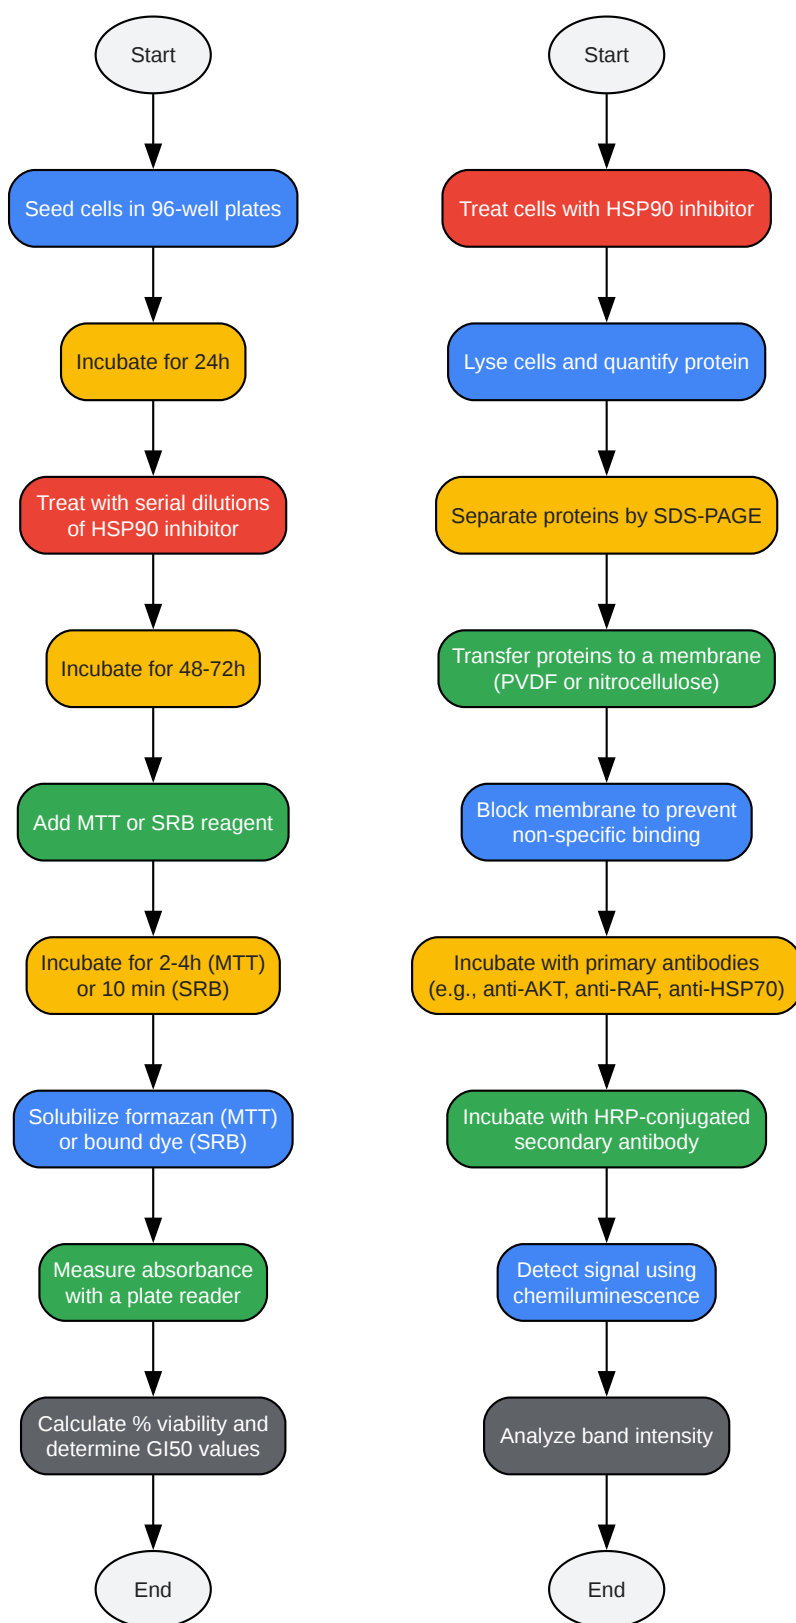 Start
Seed cells in 96-well plates
Incubate for 24h
Treat with serial dilutions
of HSP90 inhibitor
Incubate for 48-72h
Add MTT or SRB reagent
Incubate for 2-4h (MTT)
or 10 min (SRB)
Solubilize formazan (MTT)
or bound dye (SRB)
Measure absorbance
with a plate reader
Calculate % viability and
determine GI50 values
End
Start
Treat cells with HSP90 inhibitor
Lyse cells and quantify protein
Separate proteins by SDS-PAGE
Transfer proteins to a membrane
(PVDF or nitrocellulose)
Block membrane to prevent
non-specific binding
Incubate with primary antibodies
(e.g., anti-AKT, anti-RAF, anti-HSP70)
Incubate with HRP-conjugated
secondary antibody
Detect signal using
chemiluminescence
Analyze band intensity
End